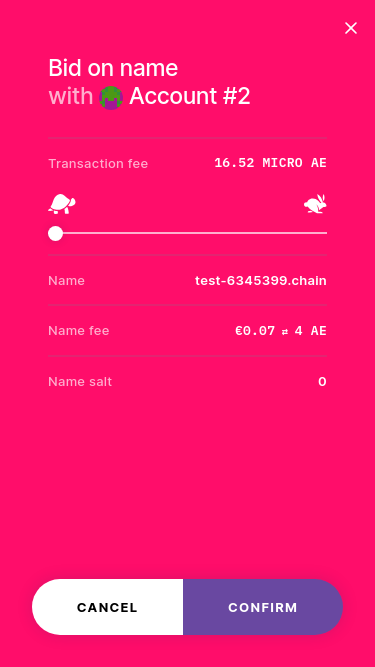 Bid on name
with Account #2
Transaction fee 16.52 MICRO AE
Name test-6345399.chain
Name fee €0.07 ⇄ 4 AE
Name salt 0
CANCEL CONFIRM